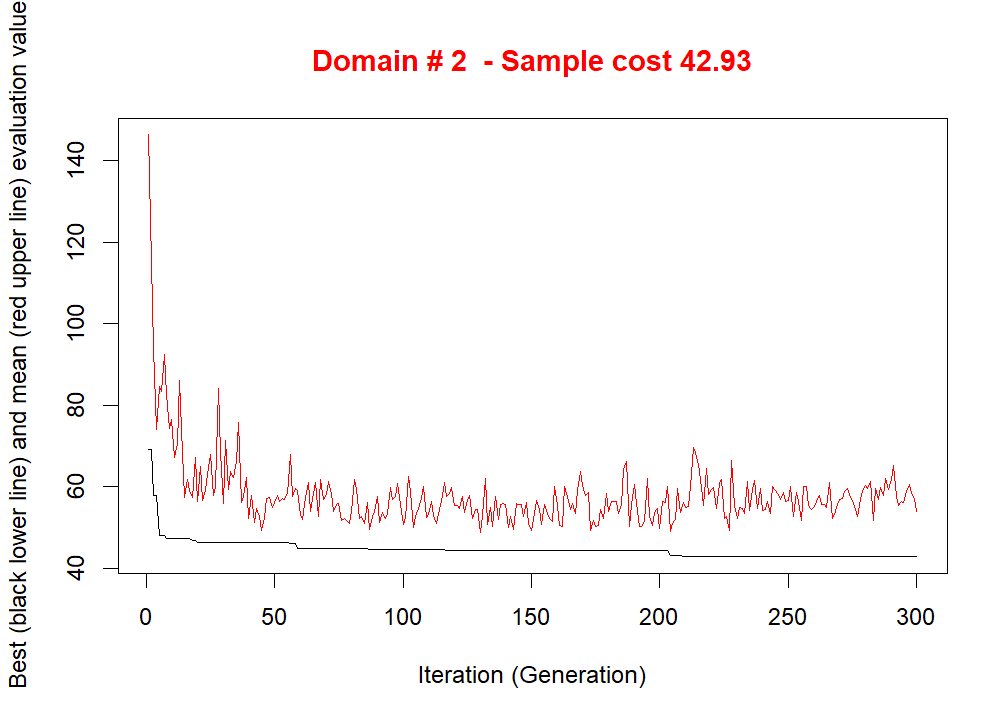 Domain # 2  - Sample cost 42.93
Best (black lower line) and mean (red upper line) evaluation value
140
120
100
80
60
40
0 50 100 150 200 250 300
Iteration (Generation)